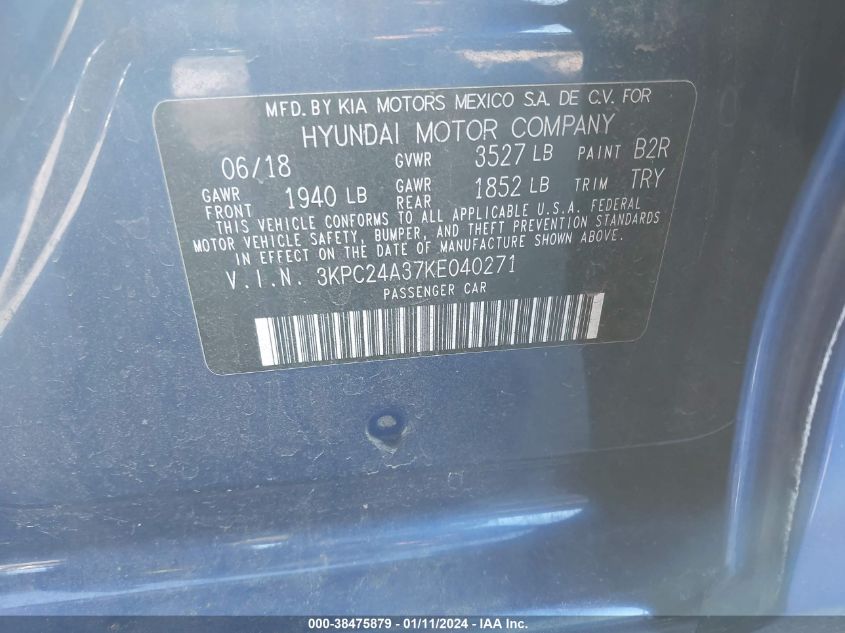 MFD. BY KIA MOTORS MEXICO S.A. DE C.V. FOR
HYUNDAI MOTOR COMPANY
06/18 GVWR 3527 LB PAINT B2R
GAWR FRONT 1940 LB GAWR REAR 1852 LB TRIM TRY
THIS VEHICLE CONFORMS TO ALL APPLICABLE U.S.A. FEDERAL
MOTOR VEHICLE SAFETY, BUMPER, AND THEFT PREVENTION STANDARDS
IN EFFECT ON THE DATE OF MANUFACTURE SHOWN ABOVE.
V.I.N. 3KPC24A37KE040271
PASSENGER CAR
000-38475879 - 01/11/2024 - IAA Inc.